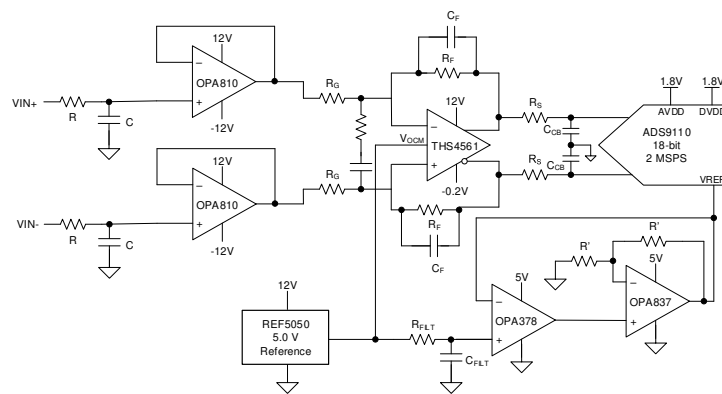 CF
RF
12V
OPA810
-12V
VIN+
R
C
RG
12V
VOCM
THS4561
-0.2V
RS
CCB
CCB
RS
1.8V
1.8V
AVDD
DVDD
ADS9110
18-bit
2 MSPS
VREF
RG
OPA810
-12V
VIN-
R
C
RF
CF
R'
R'
5V
OPA837
5V
OPA378
12V
REF5050
5.0 V
Reference
RFILT
CFILT